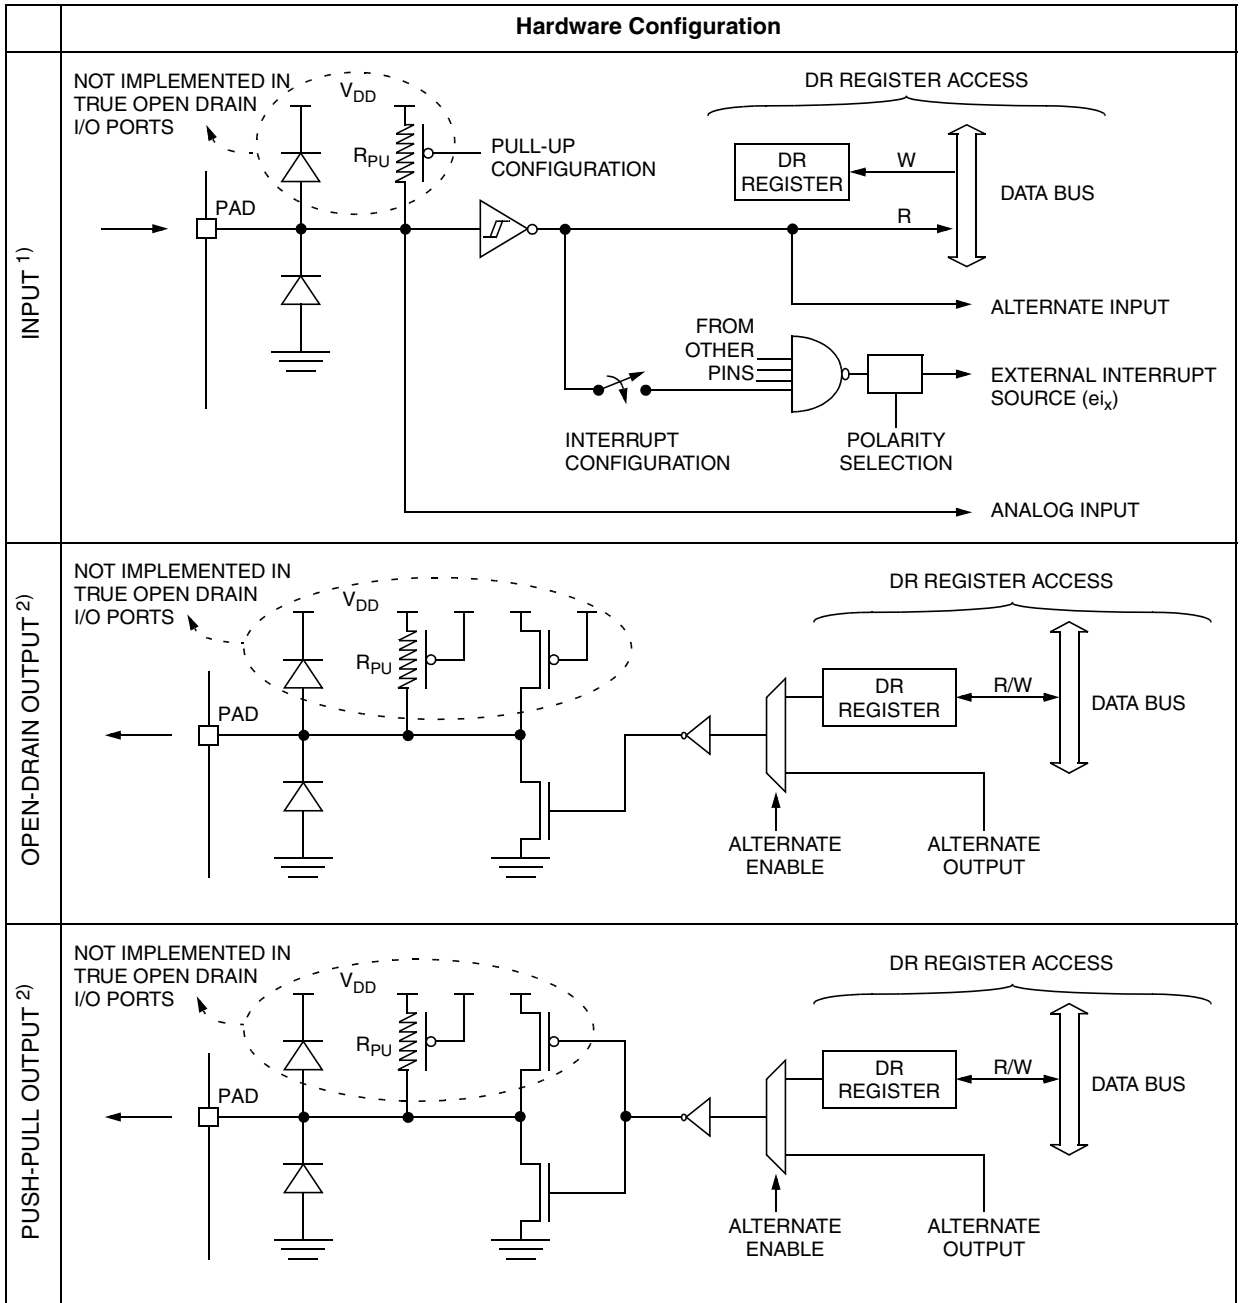 Hardware Configuration
INPUT 1)
NOT IMPLEMENTED IN
TRUE OPEN DRAIN
I/O PORTS
VDD
RPU
PULL-UP
CONFIGURATION
PAD
DR REGISTER ACCESS
DR
REGISTER
W
R
DATA BUS
ALTERNATE INPUT
FROM
OTHER
PINS
EXTERNAL INTERRUPT
SOURCE (eix)
INTERRUPT
CONFIGURATION
POLARITY
SELECTION
ANALOG INPUT
OPEN-DRAIN OUTPUT 2)
NOT IMPLEMENTED IN
TRUE OPEN DRAIN
I/O PORTS
VDD
RPU
PAD
DR REGISTER ACCESS
DR
REGISTER
R/W
DATA BUS
ALTERNATE
ENABLE
ALTERNATE
OUTPUT
PUSH-PULL OUTPUT 2)
NOT IMPLEMENTED IN
TRUE OPEN DRAIN
I/O PORTS
VDD
RPU
PAD
DR REGISTER ACCESS
DR
REGISTER
R/W
DATA BUS
ALTERNATE
ENABLE
ALTERNATE
OUTPUT